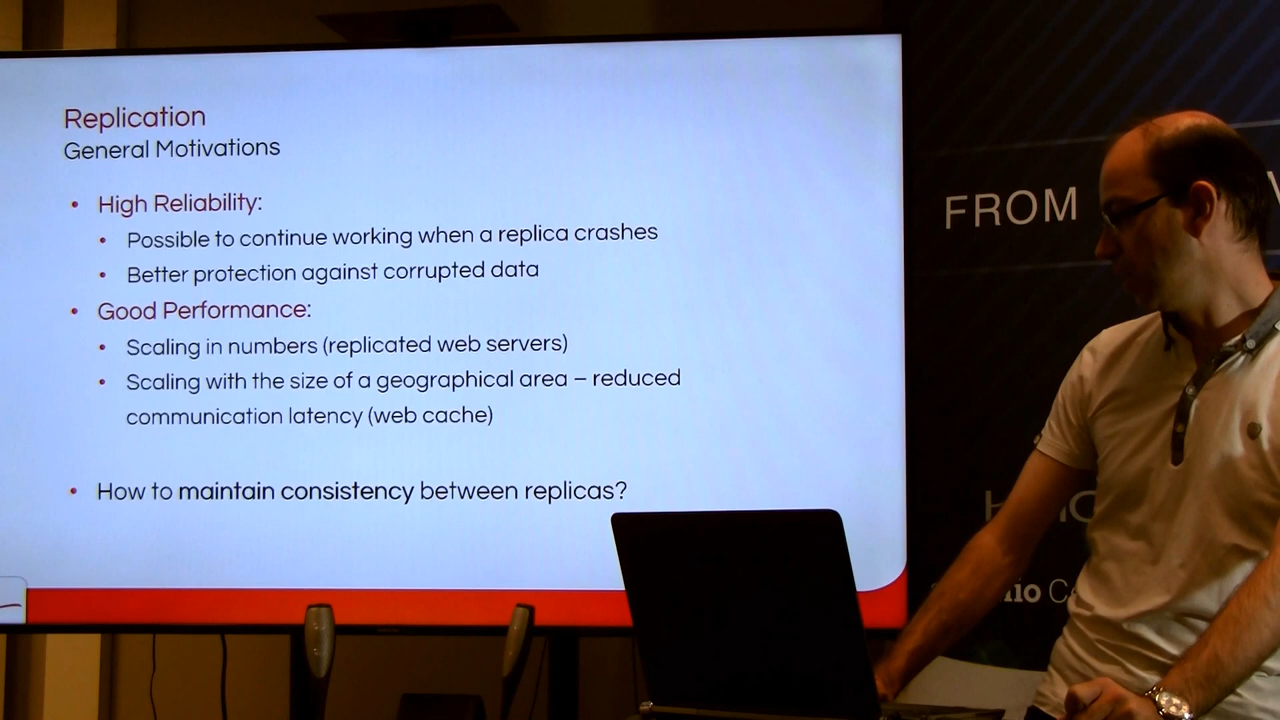 Replication
General Motivations
• High Reliability:
• Possible to continue working when a replica crashes
• Better protection against corrupted data
• Good Performance:
• Scaling in numbers (replicated web servers)
• Scaling with the size of a geographical area – reduced
communication latency (web cache)
• How to maintain consistency between replicas?
FROM